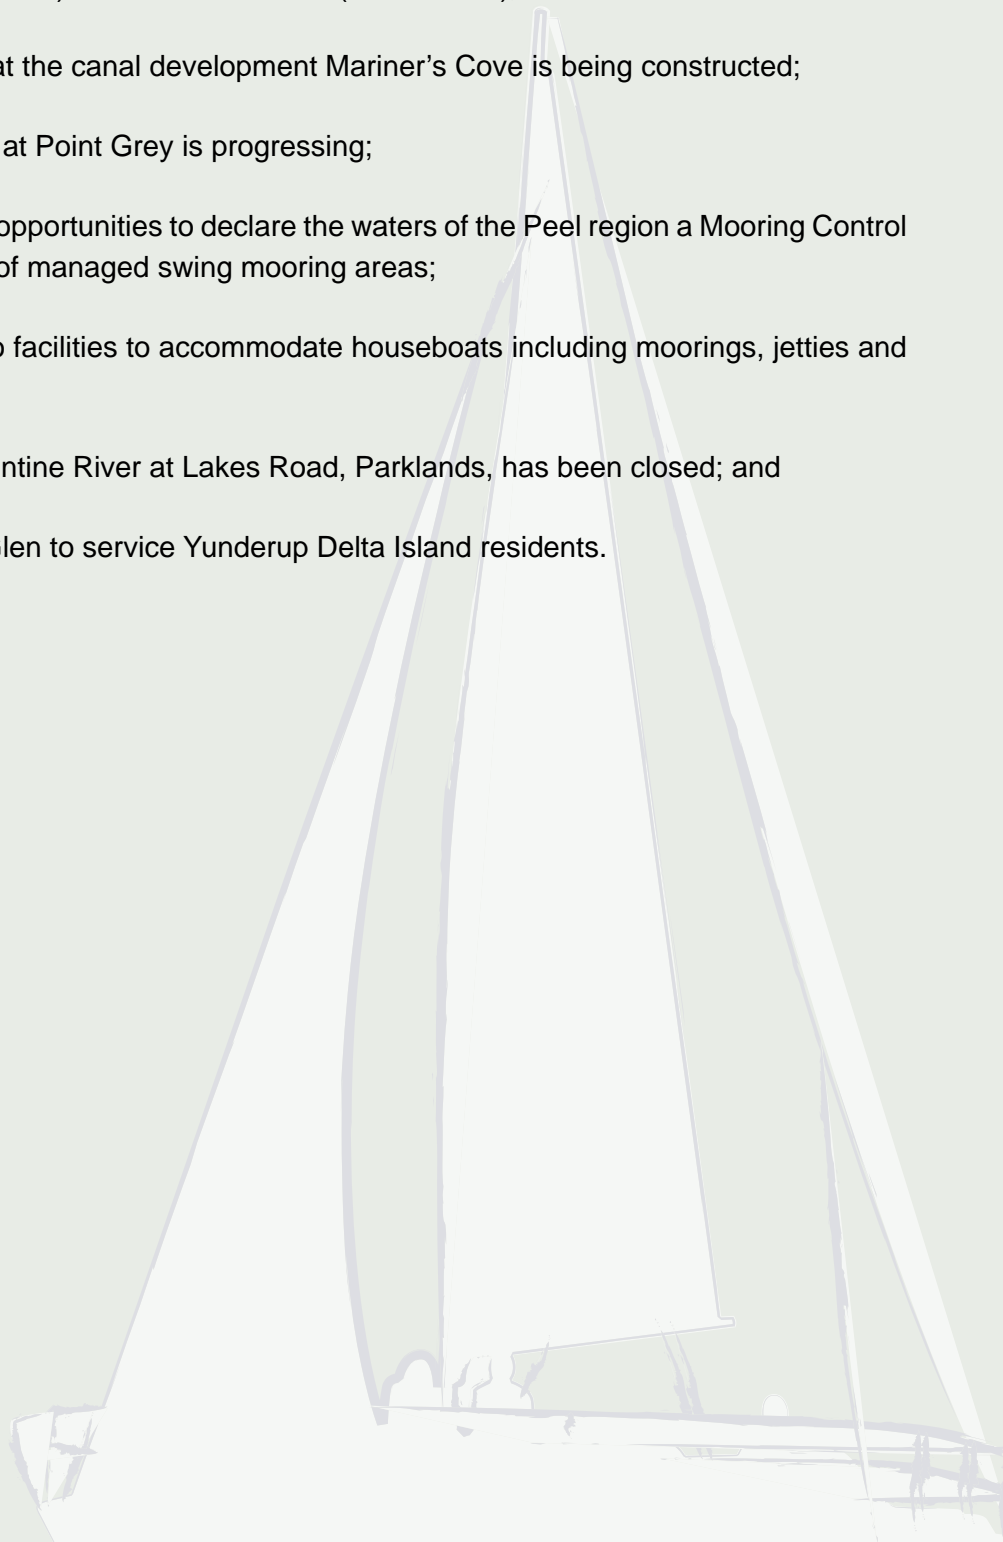 at the canal development Mariner's Cove is being constructed;
at Point Grey is progressing;
opportunities to declare the waters of the Peel region a Mooring Control
of managed swing mooring areas;
facilities to accommodate houseboats including moorings, jetties and
River at Lakes Road, Parklands, has been closed; and
to service Yunderup Delta Island residents.